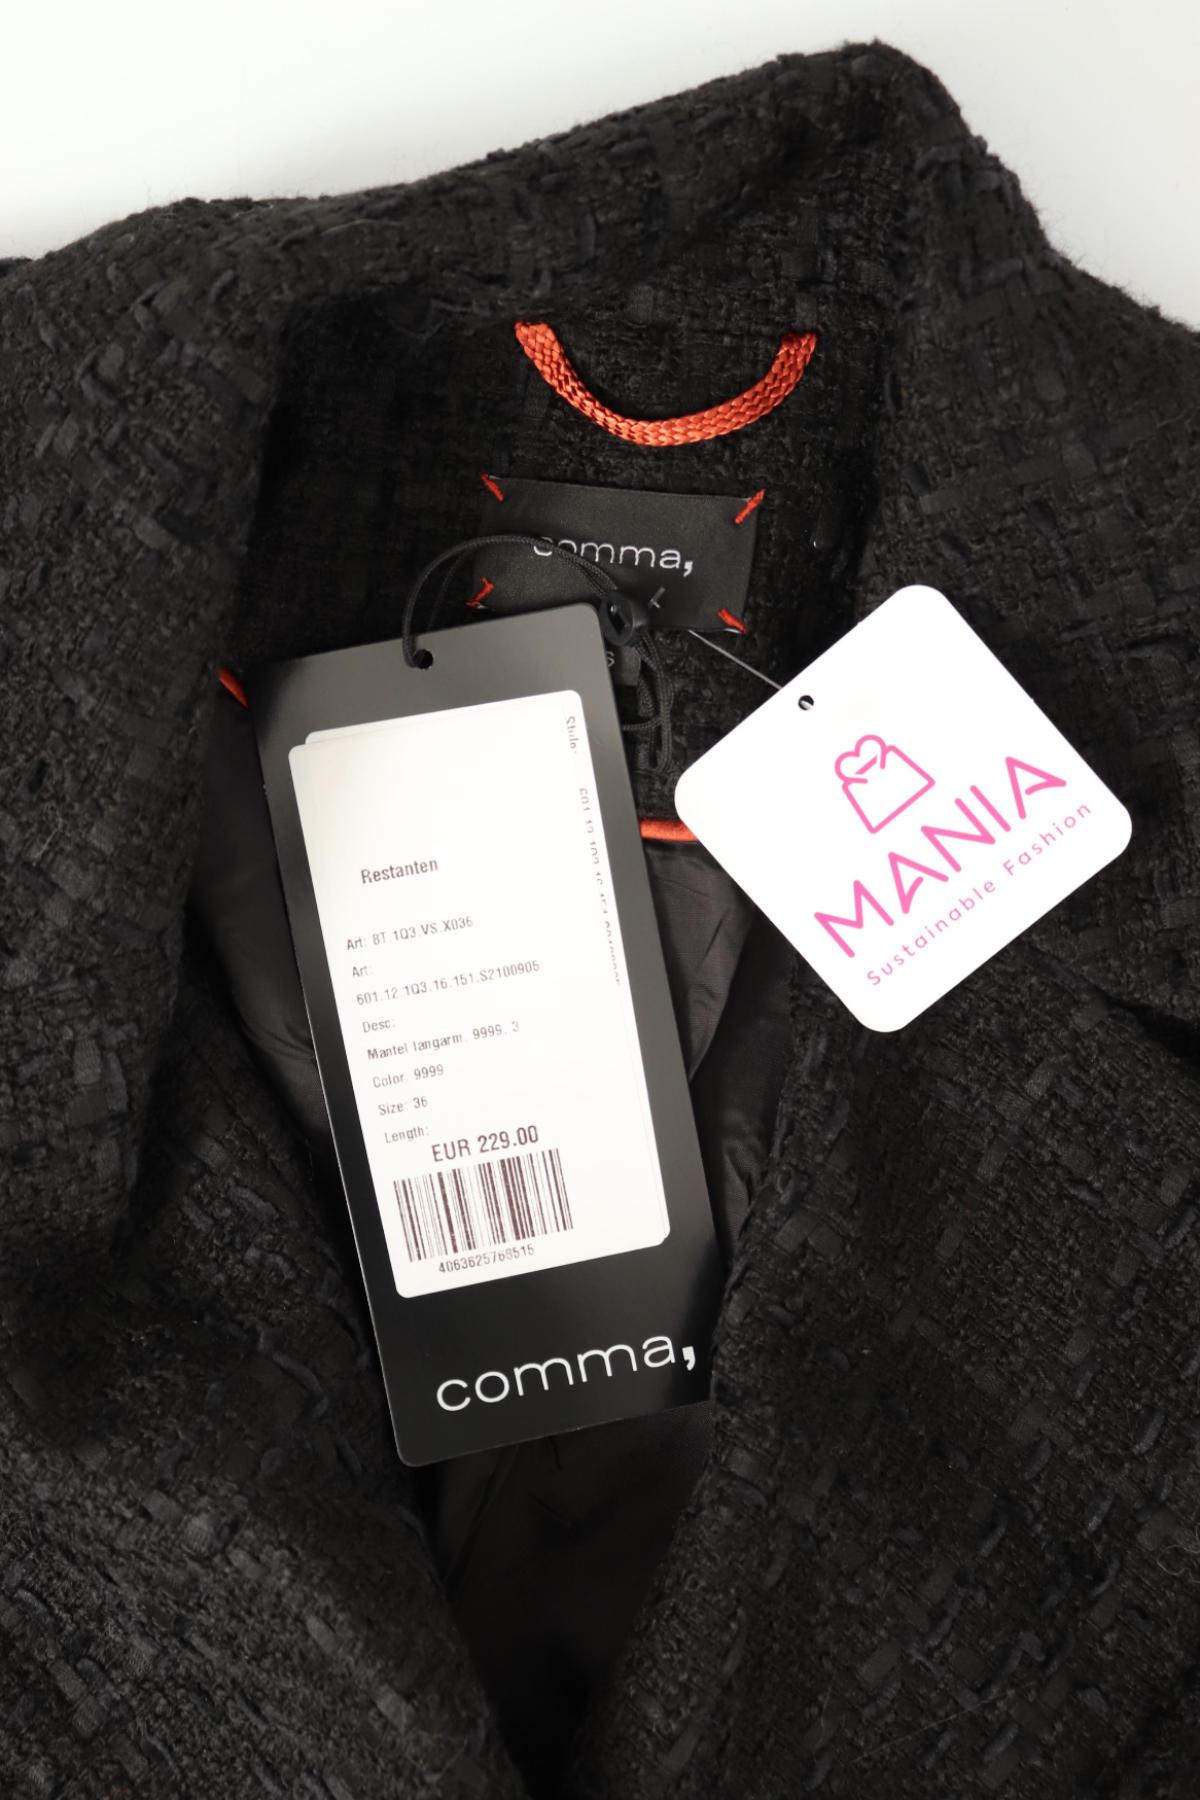 comma,
s
Style:
Restanten
Art: 8T.1Q3.VS.X036
Art:
601.12.1Q3.16.151.S2100905
Desc:
Mantel langarm, 9999, 3
Color: 9999
Size: 36
Length:
EUR 229.00
4063625768515
comma,
MANIA
Sustainable Fashion